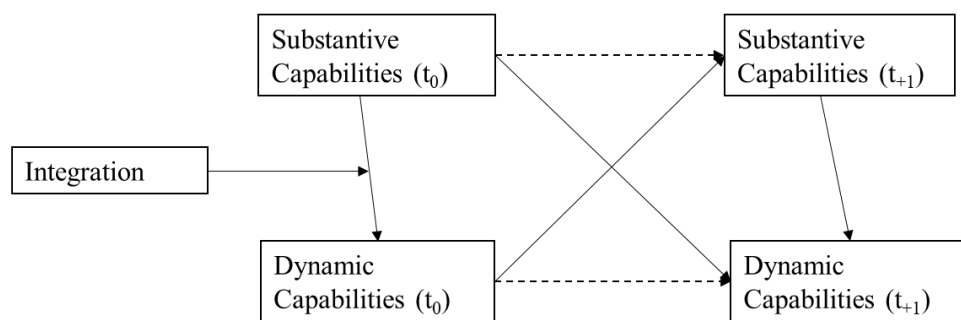 Substantive
Capabilities (t₀)
Substantive
Capabilities (t₊₁)
Integration
Dynamic
Capabilities (t₀)
Dynamic
Capabilities (t₊₁)